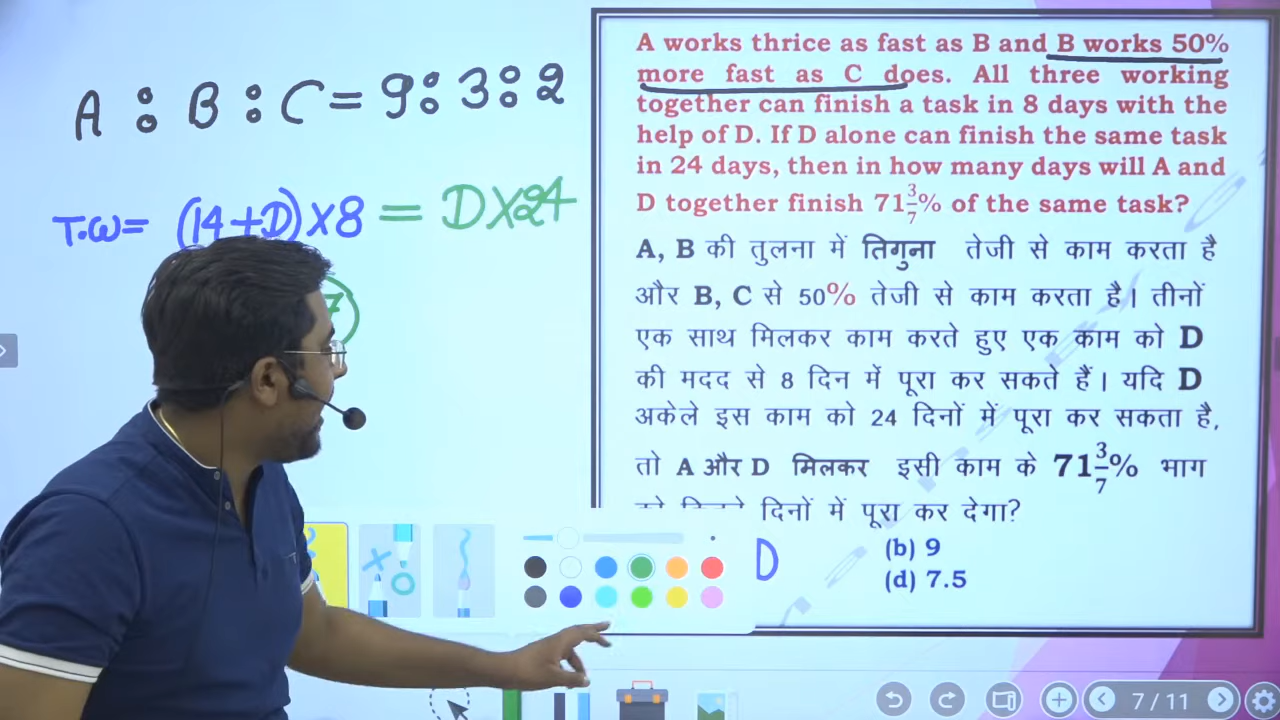 A : B : C = 9 : 3 : 2
T.W = (14+D)×8 = D×24
7
A works thrice as fast as B and B works 50%
more fast as C does. All three working
together can finish a task in 8 days with the
help of D. If D alone can finish the same task
in 24 days, then in how many days will A and
D together finish 71 3/7% of the same task?
A, B की तुलना में तिगुना तेजी से काम करता है
और B, C से 50% तेजी से काम करता है। तीनों
एक साथ मिलकर काम करते हुए एक काम को D
की मदद से 8 दिन में पूरा कर सकते हैं। यदि D
अकेले इस काम को 24 दिनों में पूरा कर सकता है,
तो A और D मिलकर इसी काम के 71 3/7% भाग
दिनों में पूरा कर देगा?
D
(b) 9
(d) 7.5
7 / 11